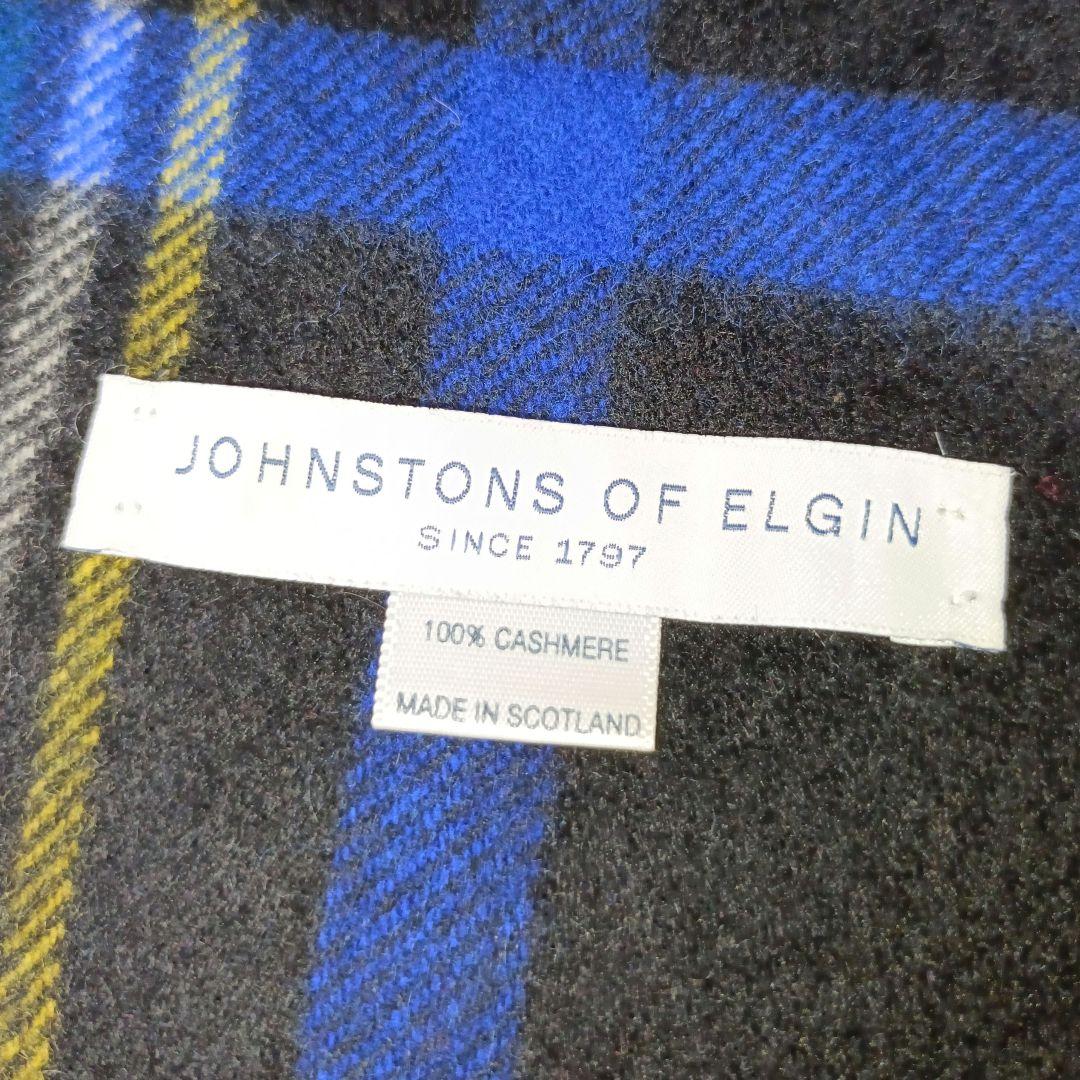 JOHNSTONS OF ELGIN
SINCE 1797
100% CASHMERE
MADE IN SCOTLAND